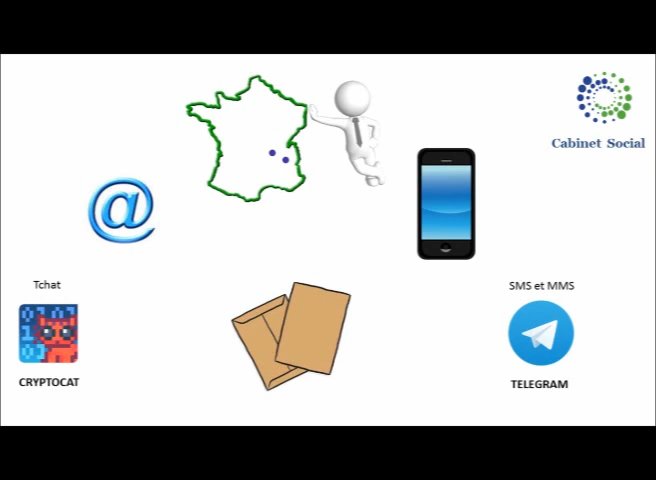 Cabinet Social
@
Tchat
SMS et MMS
CRYPTOCAT
TELEGRAM